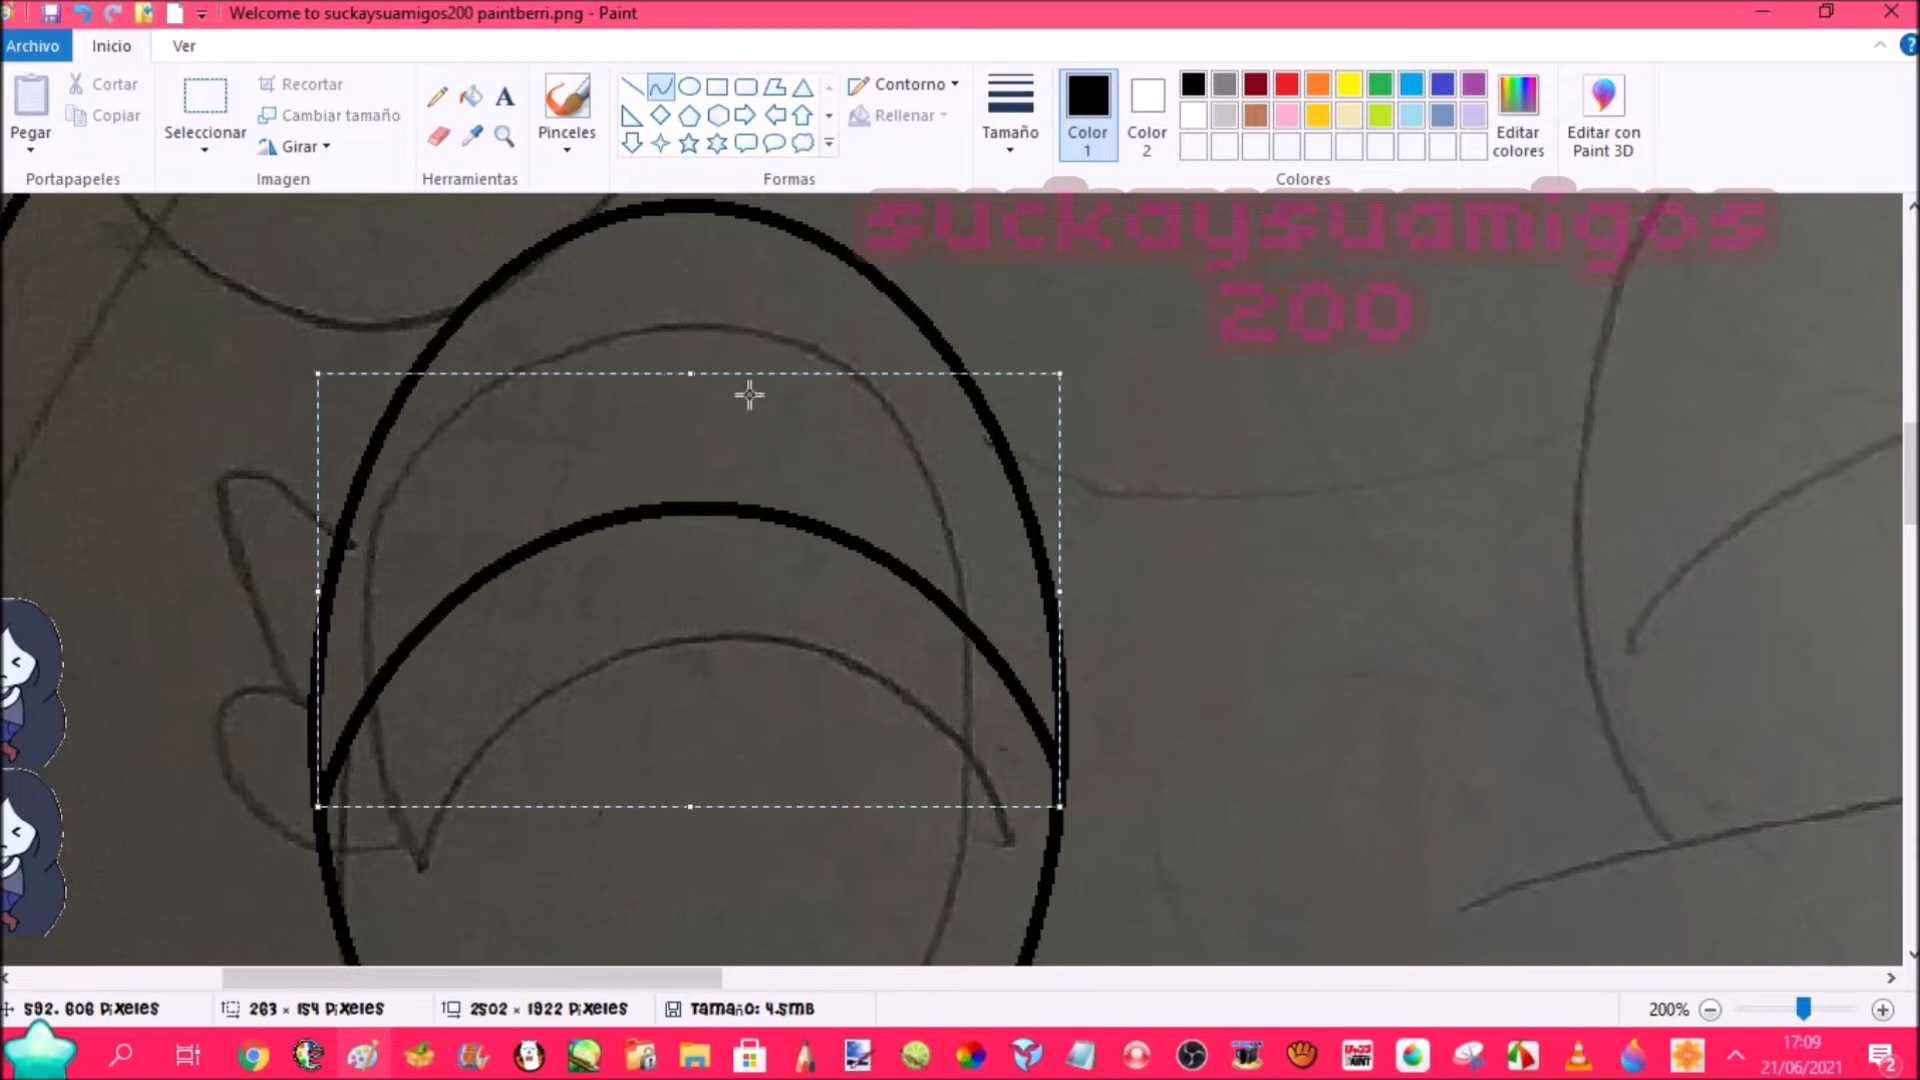 Welcome to suckaysuamigos200 paintberri.png - Paint
Archivo Inicio Ver
Pegar
Cortar
Copiar
Portapapeles
Seleccionar
Recortar
Cambiar tamaño
Girar
Imagen
A
Herramientas
Pinceles
Formas
Contorno
Rellenar
Tamaño
Color 1
Color 2
Editar colores
Editar con Paint 3D
Colores
suckaysuamigos
200
592, 606 Píxeles
263 × 154 Píxeles
2502 × 1922 Píxeles
Tamaño: 4.5MB
200%
17:09
21/06/2021
2